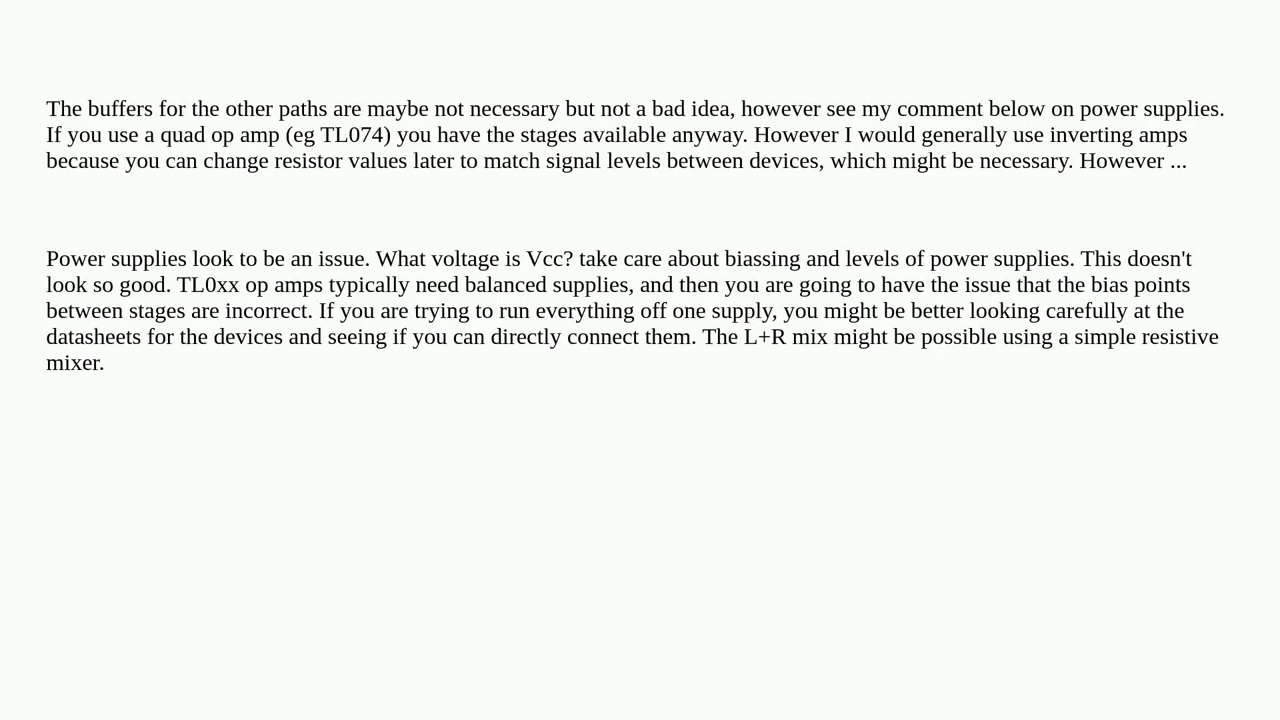 The buffers for the other paths are maybe not necessary but not a bad idea, however see my comment below on power supplies.
If you use a quad op amp (eg TL074) you have the stages available anyway. However I would generally use inverting amps
because you can change resistor values later to match signal levels between devices, which might be necessary. However ...
Power supplies look to be an issue. What voltage is Vcc? take care about biassing and levels of power supplies. This doesn't
look so good. TL0xx op amps typically need balanced supplies, and then you are going to have the issue that the bias points
between stages are incorrect. If you are trying to run everything off one supply, you might be better looking carefully at the
datasheets for the devices and seeing if you can directly connect them. The L+R mix might be possible using a simple resistive
mixer.